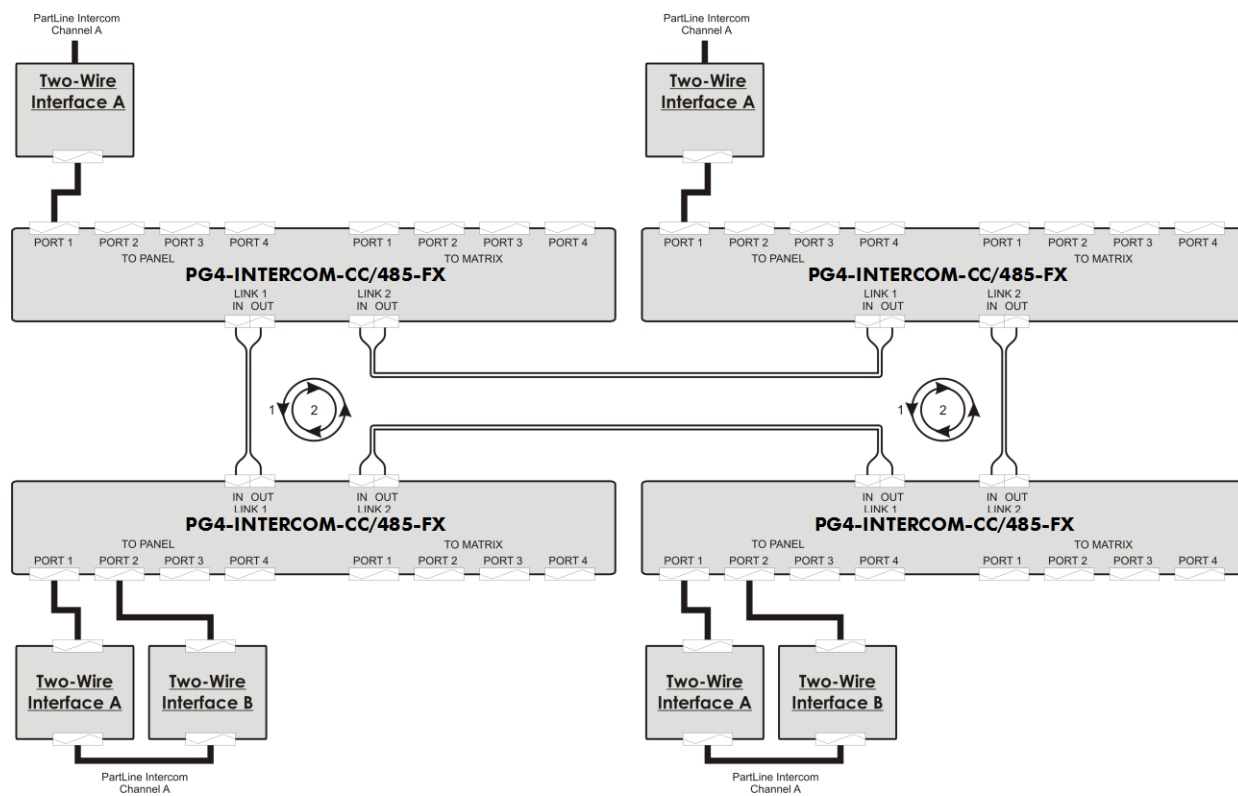 PartLine Intercom
Channel A
Two-Wire
Interface A
PORT 1 PORT 2 PORT 3 PORT 4 PORT 1 PORT 2 PORT 3 PORT 4
TO PANEL TO MATRIX
PG4-INTERCOM-CC/485-FX
LINK 1 LINK 2
IN OUT IN OUT
PartLine Intercom
Channel A
Two-Wire
Interface A
PORT 1 PORT 2 PORT 3 PORT 4 PORT 1 PORT 2 PORT 3 PORT 4
TO PANEL TO MATRIX
PG4-INTERCOM-CC/485-FX
LINK 1 LINK 2
IN OUT IN OUT
1 2
1 2
IN OUT IN OUT
LINK 1 LINK 2
PG4-INTERCOM-CC/485-FX
TO PANEL TO MATRIX
PORT 1 PORT 2 PORT 3 PORT 4 PORT 1 PORT 2 PORT 3 PORT 4
Two-Wire
Interface A
Two-Wire
Interface B
PartLine Intercom
Channel A
IN OUT IN OUT
LINK 1 LINK 2
PG4-INTERCOM-CC/485-FX
TO PANEL TO MATRIX
PORT 1 PORT 2 PORT 3 PORT 4 PORT 1 PORT 2 PORT 3 PORT 4
Two-Wire
Interface A
Two-Wire
Interface B
PartLine Intercom
Channel A